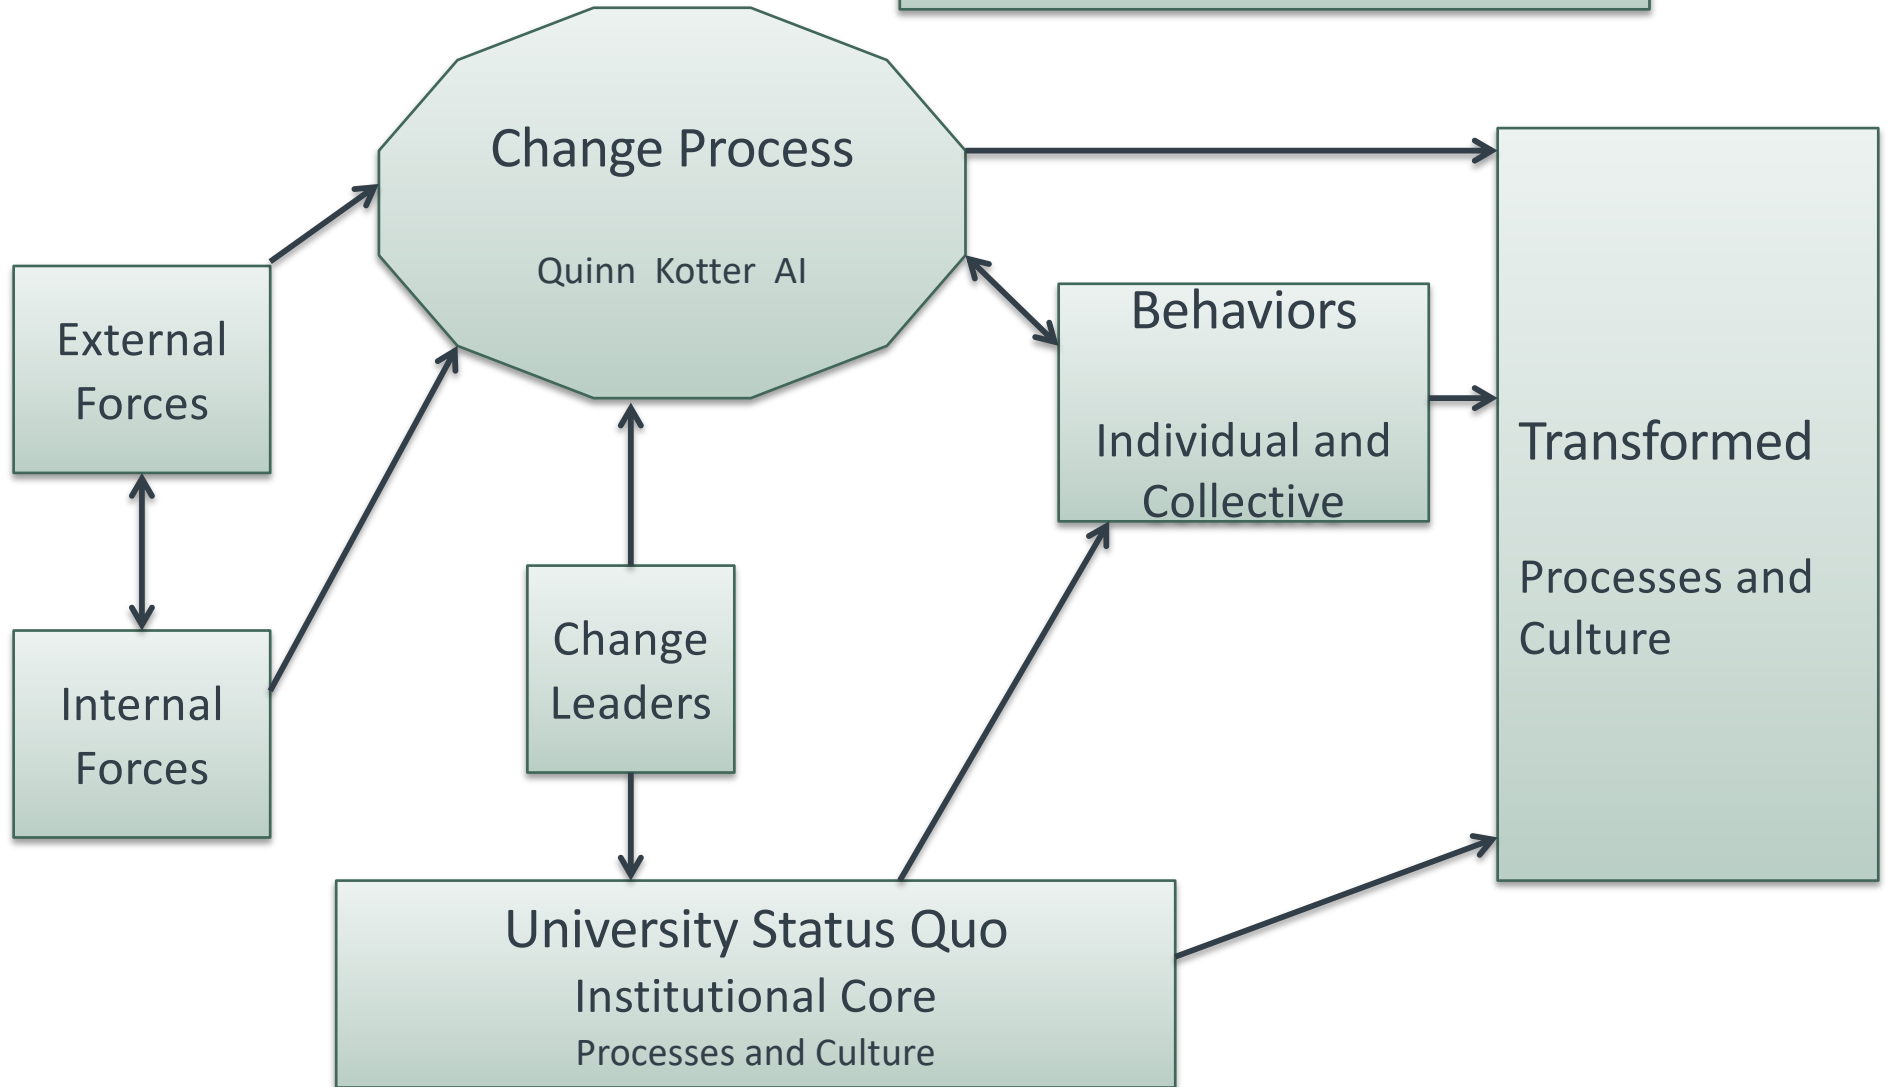 Change Process
Quinn Kotter AI
External
Forces
Behaviors
Individual and
Collective
Transformed
Processes and
Culture
Change
Leaders
Internal
Forces
University Status Quo
Institutional Core
Processes and Culture